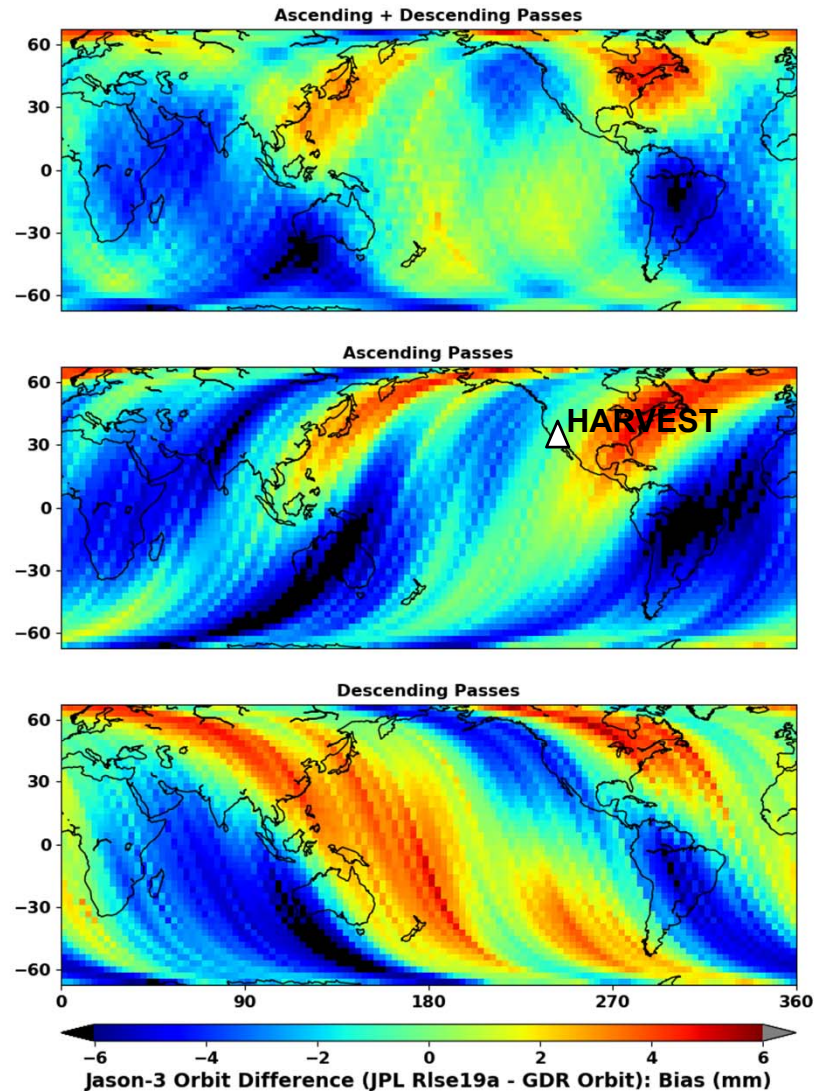 Ascending + Descending Passes
60
30
0
−30
−60
Ascending Passes
60
30
0
−30
−60
HARVEST
Descending Passes
60
30
0
−30
−60
0 90 180 270 360
−6 −4 −2 0 2 4 6
Jason-3 Orbit Difference (JPL Rlse19a - GDR Orbit): Bias (mm)